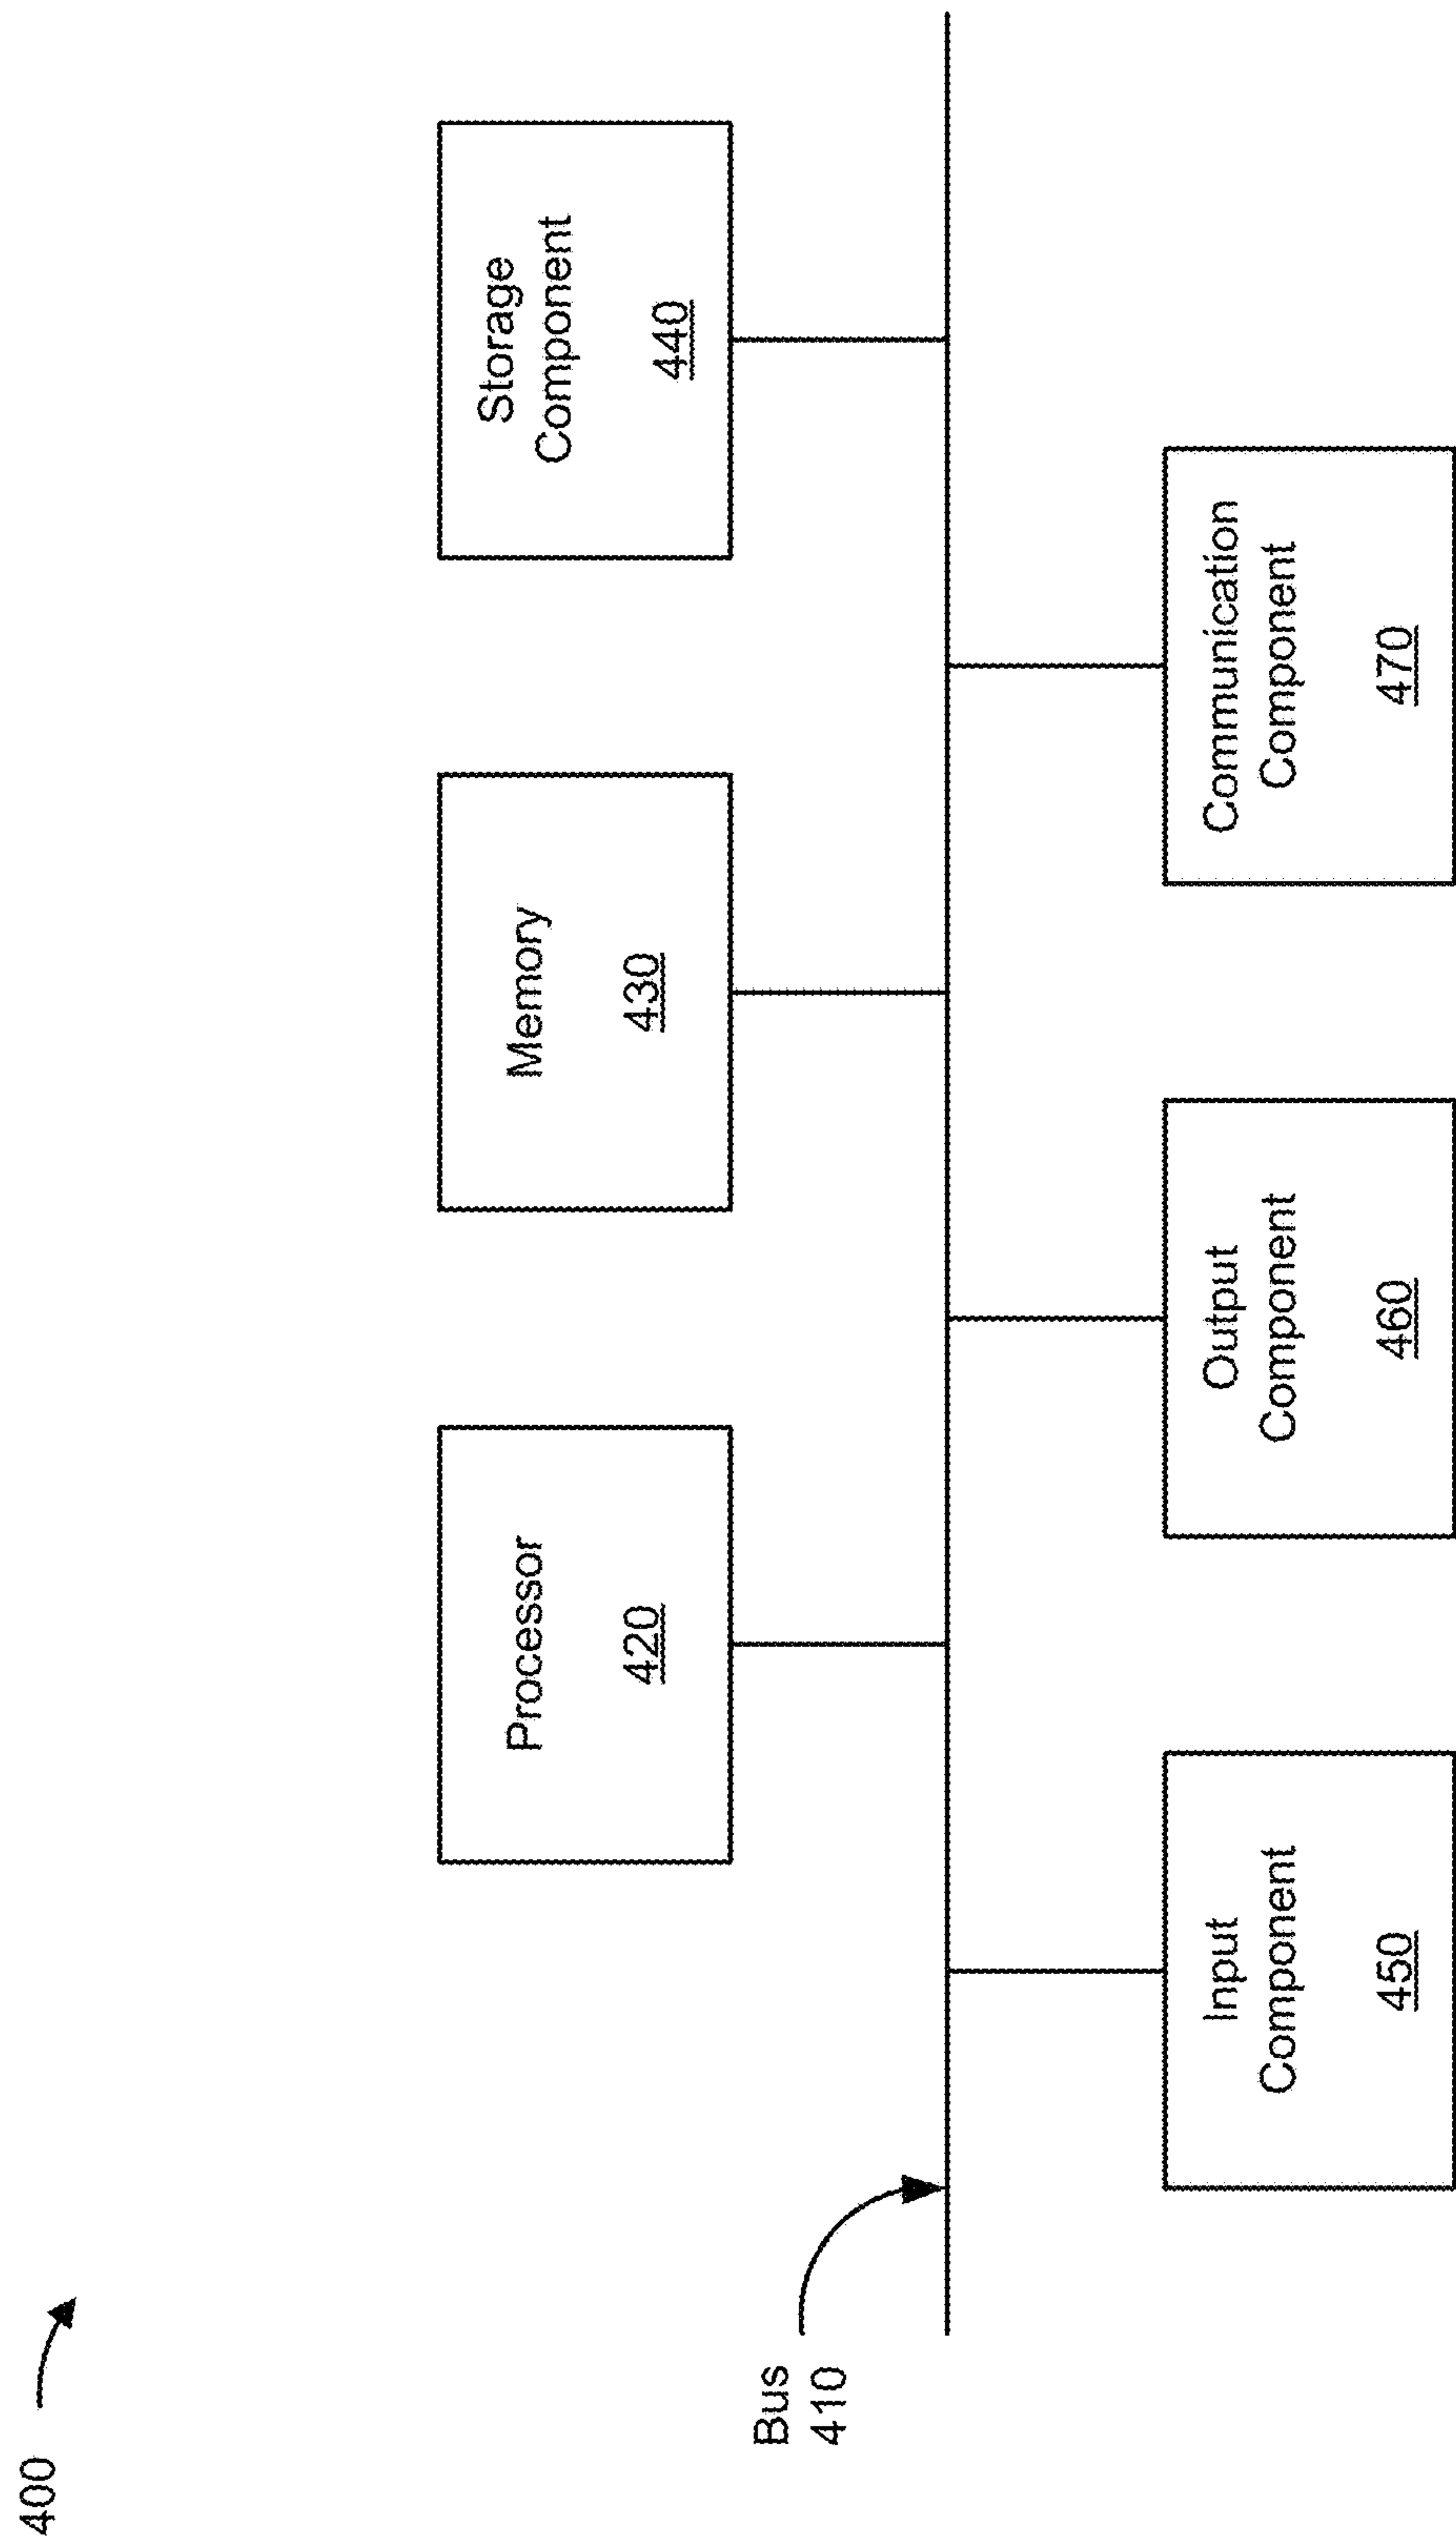 400
Processor
420
Memory
430
Storage
Component
440
Bus
410
Input
Component
450
Output
Component
460
Communication
Component
470